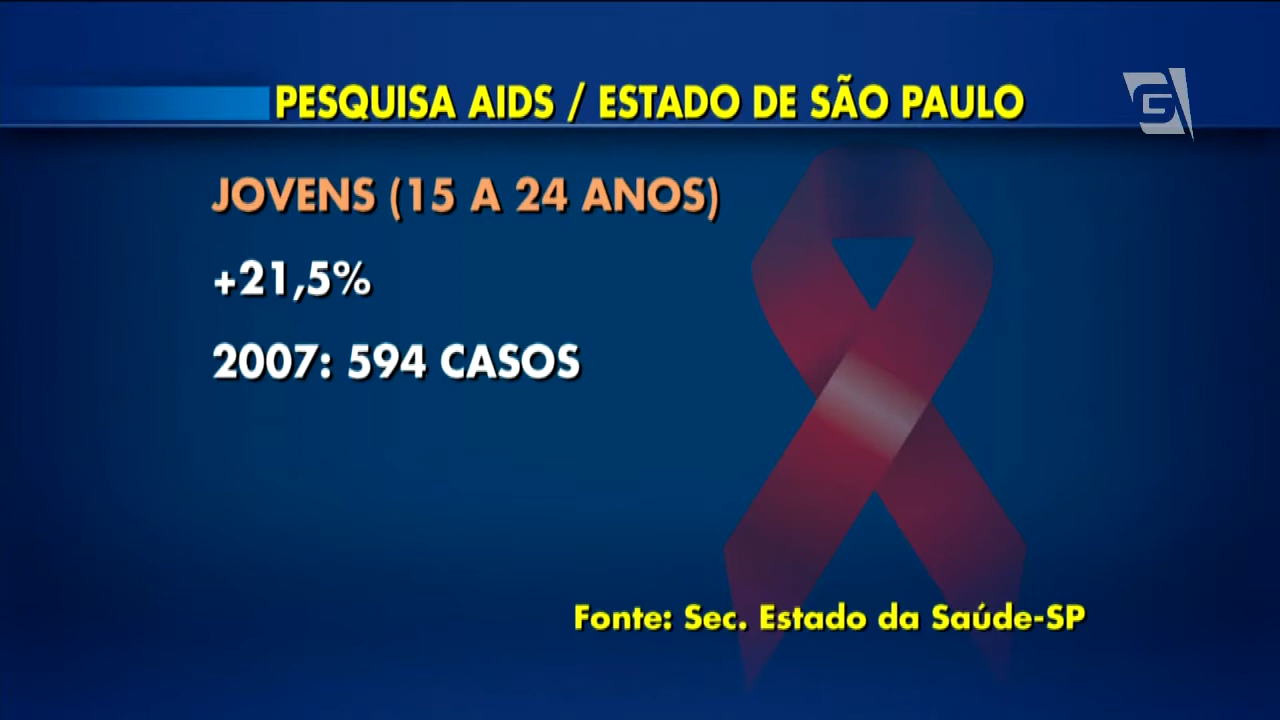 PESQUISA AIDS / ESTADO DE SÃO PAULO
JOVENS (15 A 24 ANOS)
+21,5%
2007: 594 CASOS
Fonte: Sec. Estado da Saúde-SP